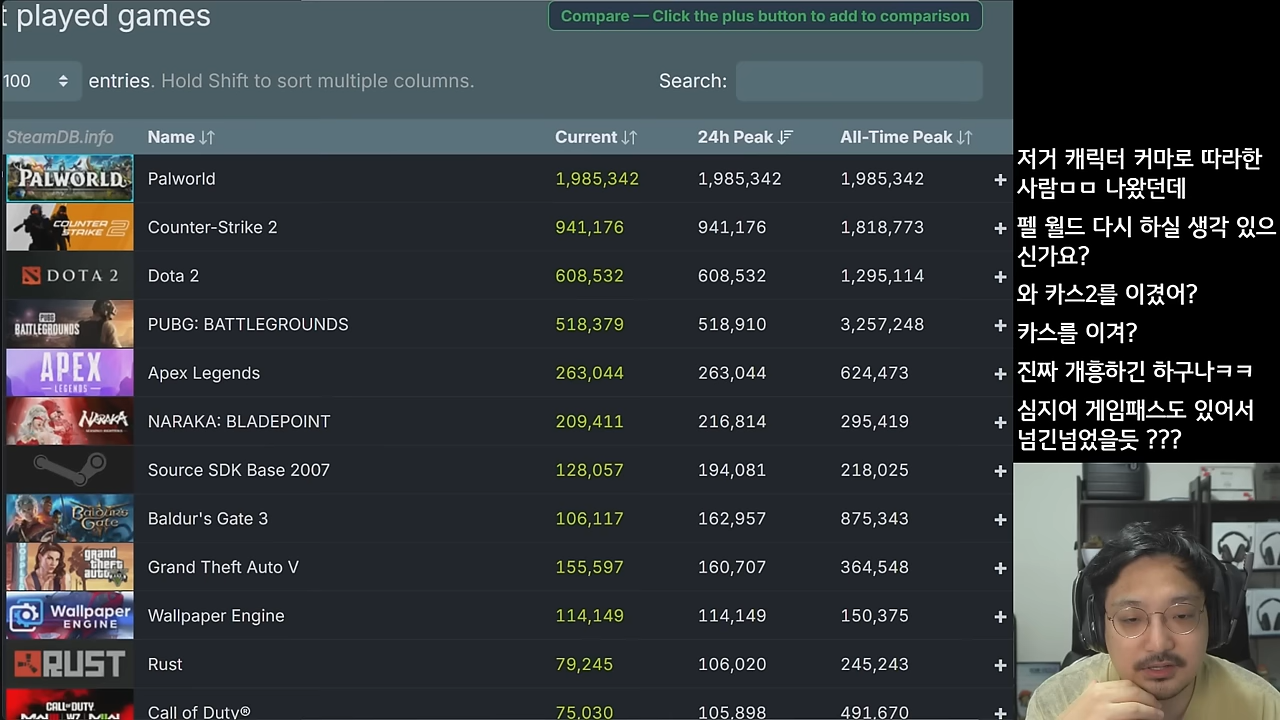 t played games
Compare — Click the plus button to add to comparison
100 entries. Hold Shift to sort multiple columns.
Search:
SteamDB.info Name Current 24h Peak All-Time Peak
PALWORLD Palworld 1,985,342 1,985,342 1,985,342 +
COUNTER STRIKE 2 Counter-Strike 2 941,176 941,176 1,818,773 +
DOTA 2 Dota 2 608,532 608,532 1,295,114 +
PUBG BATTLEGROUNDS PUBG: BATTLEGROUNDS 518,379 518,910 3,257,248 +
APEX LEGENDS Apex Legends 263,044 263,044 624,473 +
NARAKA NARAKA: BLADEPOINT 209,411 216,814 295,419 +
Source SDK Base 2007 128,057 194,081 218,025 +
BALDUR'S GATE Baldur's Gate 3 106,117 162,957 875,343 +
grand theft auto V Grand Theft Auto V 155,597 160,707 364,548 +
Wallpaper ENGINE Wallpaper Engine 114,149 114,149 150,375 +
RUST Rust 79,245 106,020 245,243 +
CALL OF DUTY Call of Duty® 75,030 105,898 491,670 +
저거 캐릭터 커마로 따라한
사람ㅁㅁ 나왔던데
펠 월드 다시 하실 생각 있으
신가요?
와 카스2를 이겼어?
카스를 이겨?
진짜 개흥하긴 하구나ㅋㅋ
심지어 게임패스도 있어서
넘긴넘었을듯 ???